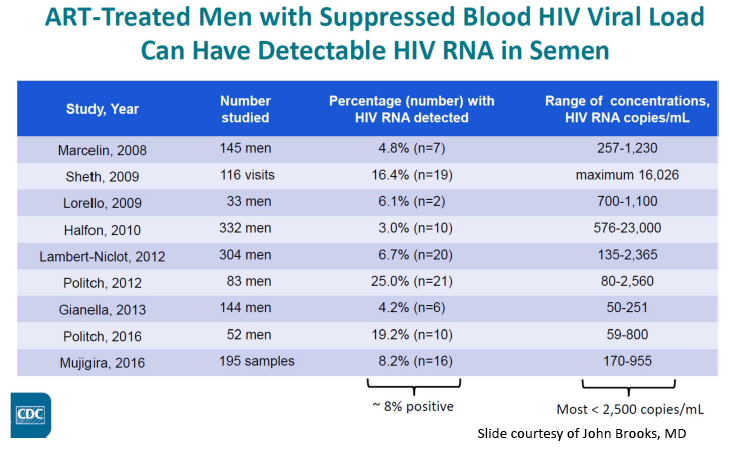 ART-Treated Men with Suppressed Blood HIV Viral Load
Can Have Detectable HIV RNA in Semen
Study, Year Number studied Percentage (number) with HIV RNA detected Range of concentrations, HIV RNA copies/mL
Marcelin, 2008 145 men 4.8% (n=7) 257-1,230
Sheth, 2009 116 visits 16.4% (n=19) maximum 16,026
Lorello, 2009 33 men 6.1% (n=2) 700-1,100
Halfon, 2010 332 men 3.0% (n=10) 576-23,000
Lambert-Niclot, 2012 304 men 6.7% (n=20) 135-2,365
Politch, 2012 83 men 25.0% (n=21) 80-2,560
Gianella, 2013 144 men 4.2% (n=6) 50-251
Politch, 2016 52 men 19.2% (n=10) 59-800
Mujigira, 2016 195 samples 8.2% (n=16) 170-955
~ 8% positive Most < 2,500 copies/mL
CDC
Slide courtesy of John Brooks, MD